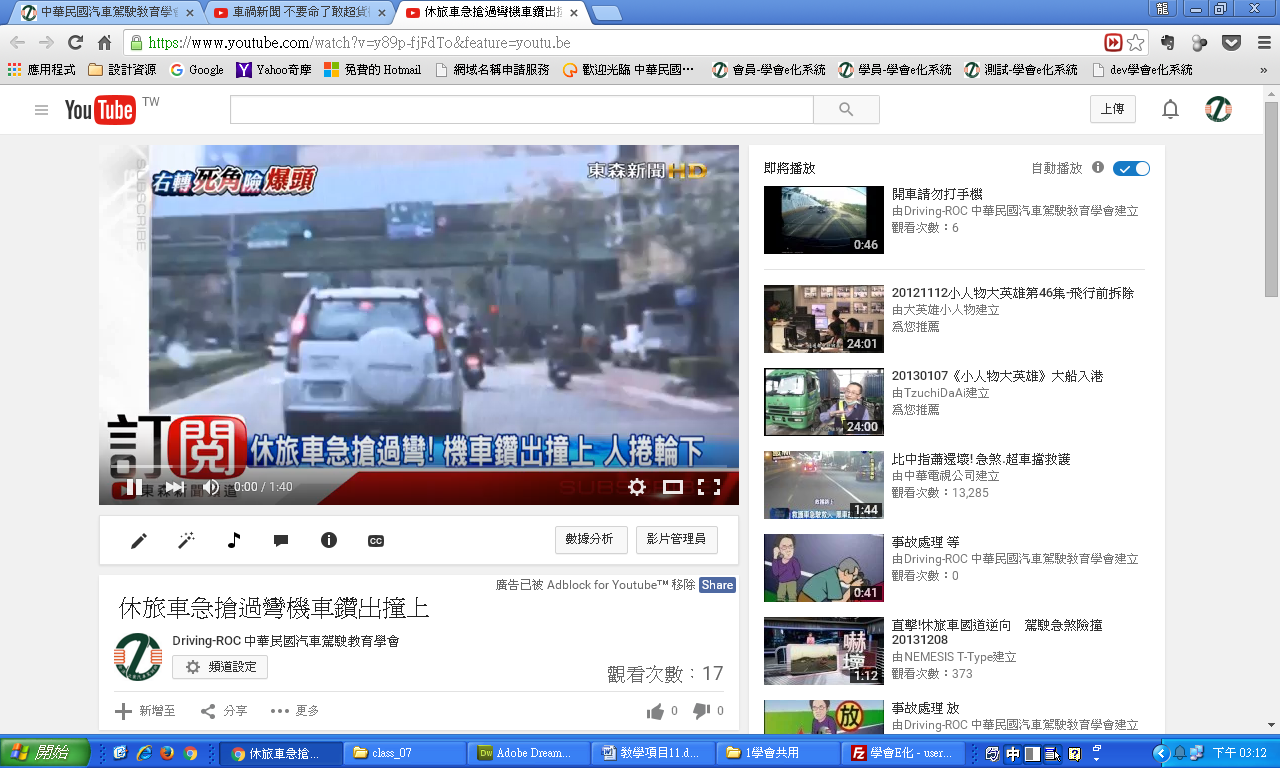 中華民國汽車駕駛教育學會
車禍新聞 不要命了敢超貨
休旅車急搶過彎機車鑽出撞
龍
https://www.youtube.com/watch?v=y89p-fjFdTo&feature=youtu.be
應用程式 設計資源 Google Yahoo奇摩 免費的 Hotmail 網域名稱申請服務 歡迎光臨 中華民國… 會員-學會e化系統 學員-學會e化系統 測試-學會e化系統 dev學會e化系統 »
YouTube TW
上傳
SUBSCRIBE
右轉死角險爆頭
東森新聞HD
訂閱
休旅車急搶過彎! 機車鑽出撞上 人捲輪下
東森新聞報道
SUBSCRIBE
0:00 / 1:40
CC
數據分析 影片管理員
廣告已被 Adblock for Youtube™ 移除 Share
休旅車急搶過彎機車鑽出撞上
Driving-ROC 中華民國汽車駕駛教育學會
頻道設定
觀看次數：17
新增至 分享 更多 0 0
即將播放 自動播放
開車請勿打手機
由Driving-ROC 中華民國汽車駕駛教育學會建立
觀看次數：6
0:46
20121112小人物大英雄第46集-飛行前拆除
由大英雄小人物建立
為您推薦
24:01
20130107《小人物大英雄》大船入港
由TzuchiDaAi建立
為您推薦
24:00
比中指蕭還壞! 急煞.超車擋救護
由中華電視公司建立
觀看次數：13,285
1:44
事故處理 等
由Driving-ROC 中華民國汽車駕駛教育學會建立
觀看次數：0
0:41
直擊!休旅車國道逆向　駕駛急煞險撞
20131208
由NEMESIS T-Type建立
觀看次數：373
嚇壞
1:12
事故處理 放
由Driving-ROC 中華民國汽車駕駛教育學會建立
放
開始 休旅車急搶... class_07 Adobe Dream... 教學項目11.d... 1學會共用 學會E化 - user... 中 下午 03:12